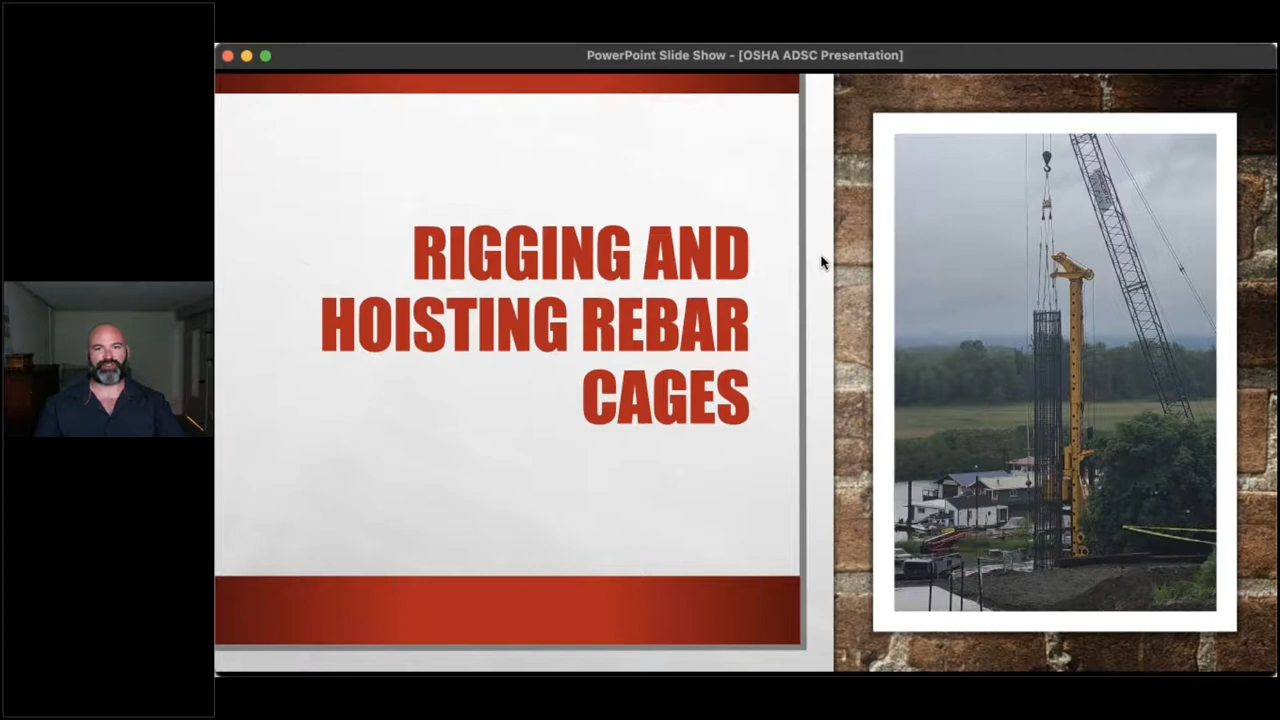 PowerPoint Slide Show - [OSHA ADSC Presentation]
RIGGING AND
HOISTING REBAR
CAGES